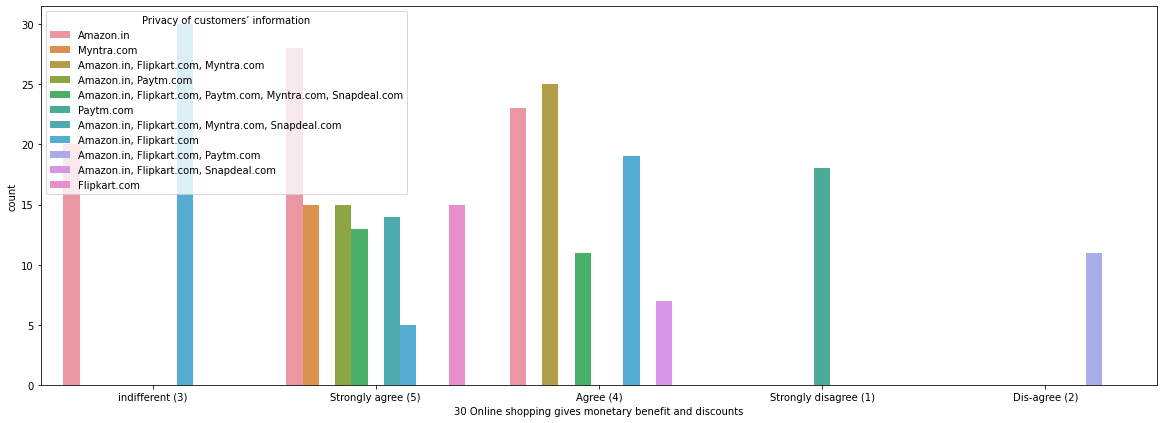 Privacy of customers’ information
Amazon.in
Myntra.com
Amazon.in, Flipkart.com, Myntra.com
Amazon.in, Paytm.com
Amazon.in, Flipkart.com, Paytm.com, Myntra.com, Snapdeal.com
Paytm.com
Amazon.in, Flipkart.com, Myntra.com, Snapdeal.com
Amazon.in, Flipkart.com
Amazon.in, Flipkart.com, Paytm.com
Amazon.in, Flipkart.com, Snapdeal.com
Flipkart.com
30
25
20
15
10
5
0
count
indifferent (3) Strongly agree (5) Agree (4) Strongly disagree (1) Dis-agree (2)
30 Online shopping gives monetary benefit and discounts